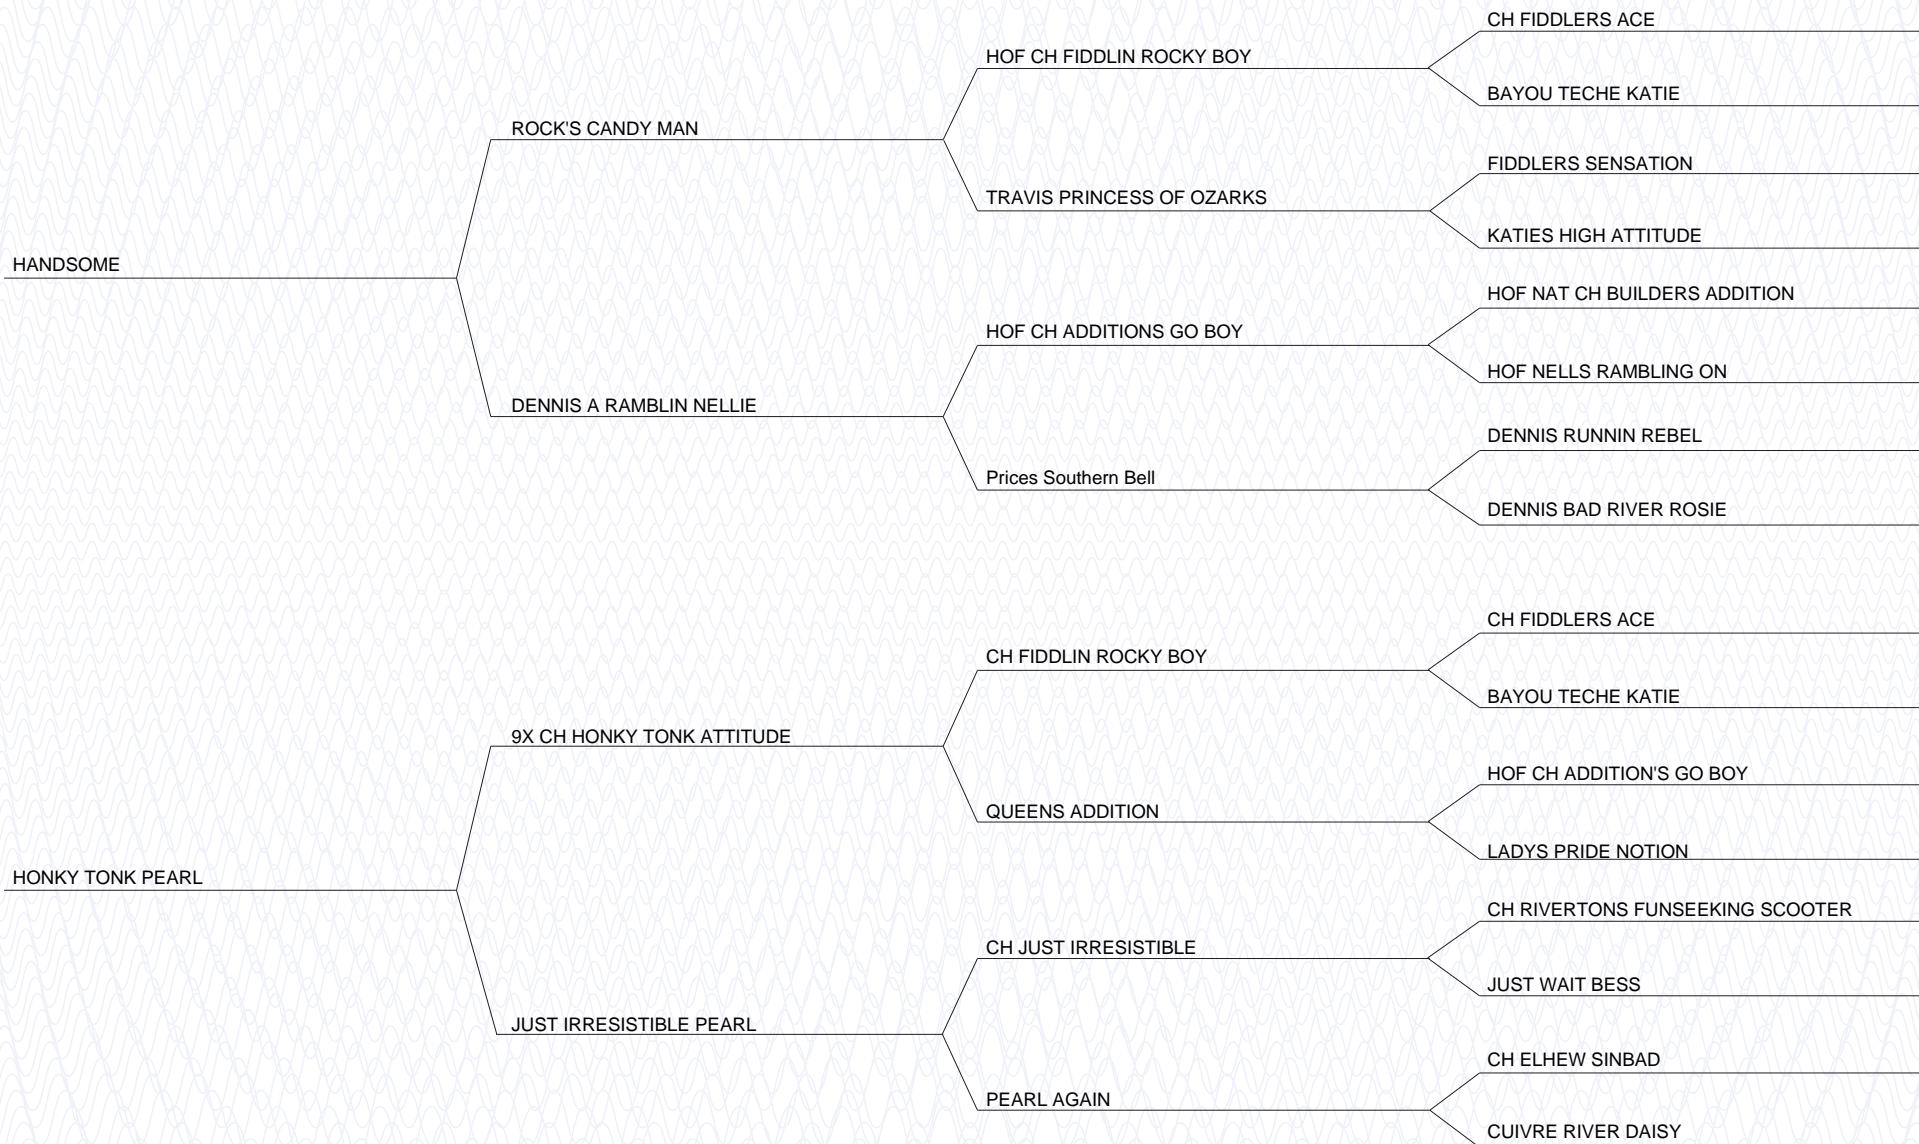 CH FIDDLERS ACE
HOF CH FIDDLIN ROCKY BOY
BAYOU TECHE KATIE
ROCK'S CANDY MAN
FIDDLERS SENSATION
TRAVIS PRINCESS OF OZARKS
KATIES HIGH ATTITUDE
HANDSOME
HOF NAT CH BUILDERS ADDITION
HOF CH ADDITIONS GO BOY
HOF NELLS RAMBLING ON
DENNIS A RAMBLIN NELLIE
DENNIS RUNNIN REBEL
Prices Southern Bell
DENNIS BAD RIVER ROSIE
CH FIDDLERS ACE
CH FIDDLIN ROCKY BOY
BAYOU TECHE KATIE
9X CH HONKY TONK ATTITUDE
HOF CH ADDITION'S GO BOY
QUEENS ADDITION
LADYS PRIDE NOTION
HONKY TONK PEARL
CH RIVERTONS FUNSEEKING SCOOTER
CH JUST IRRESISTIBLE
JUST WAIT BESS
JUST IRRESISTIBLE PEARL
CH ELHEW SINBAD
PEARL AGAIN
CUIVRE RIVER DAISY